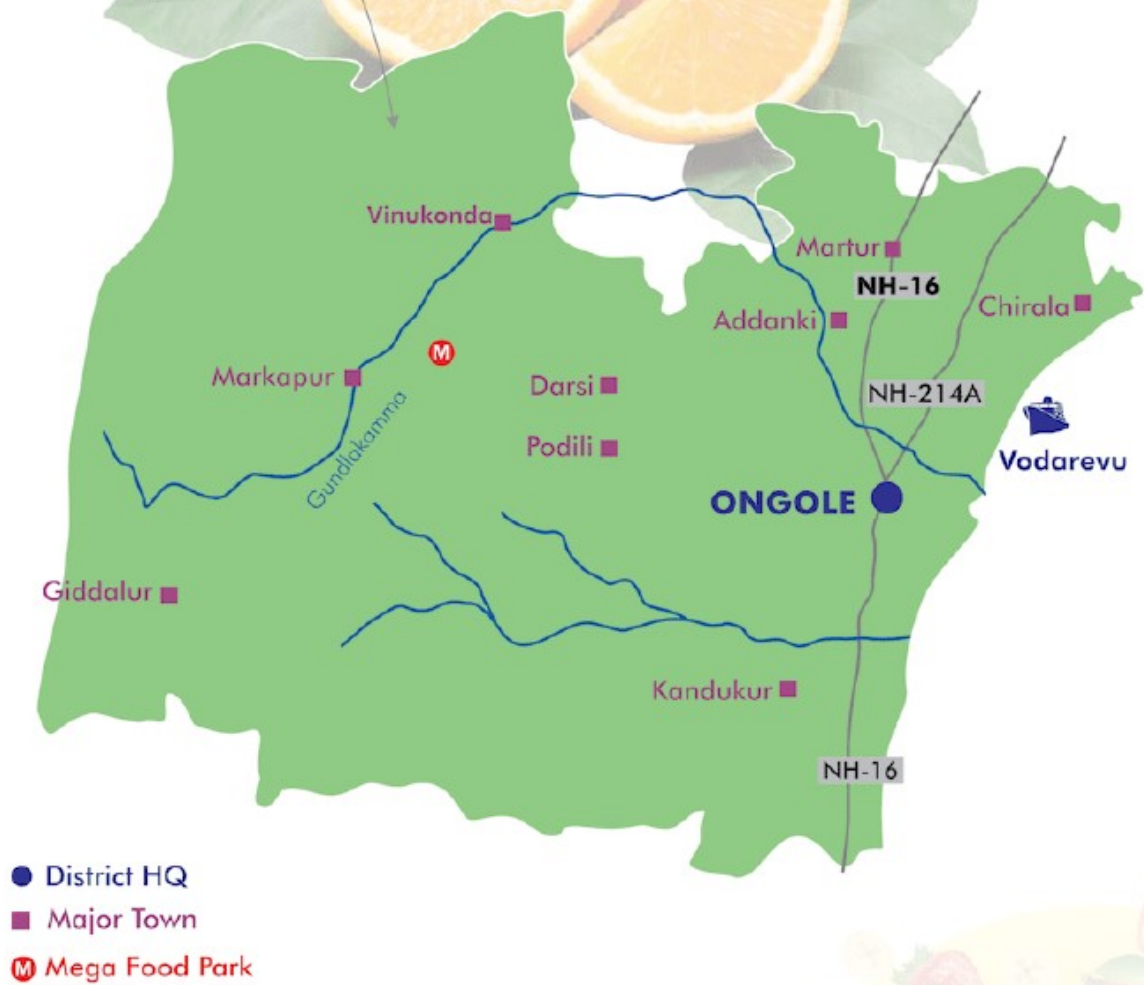 Vinukonda
Martur
NH-16
Chirala
Addanki
M
Markapur
Darsi
NH-214A
Gundlakamma
Podili
Vodarevu
ONGOLE
Giddalur
Kandukur
NH-16
District HQ
Major Town
M Mega Food Park